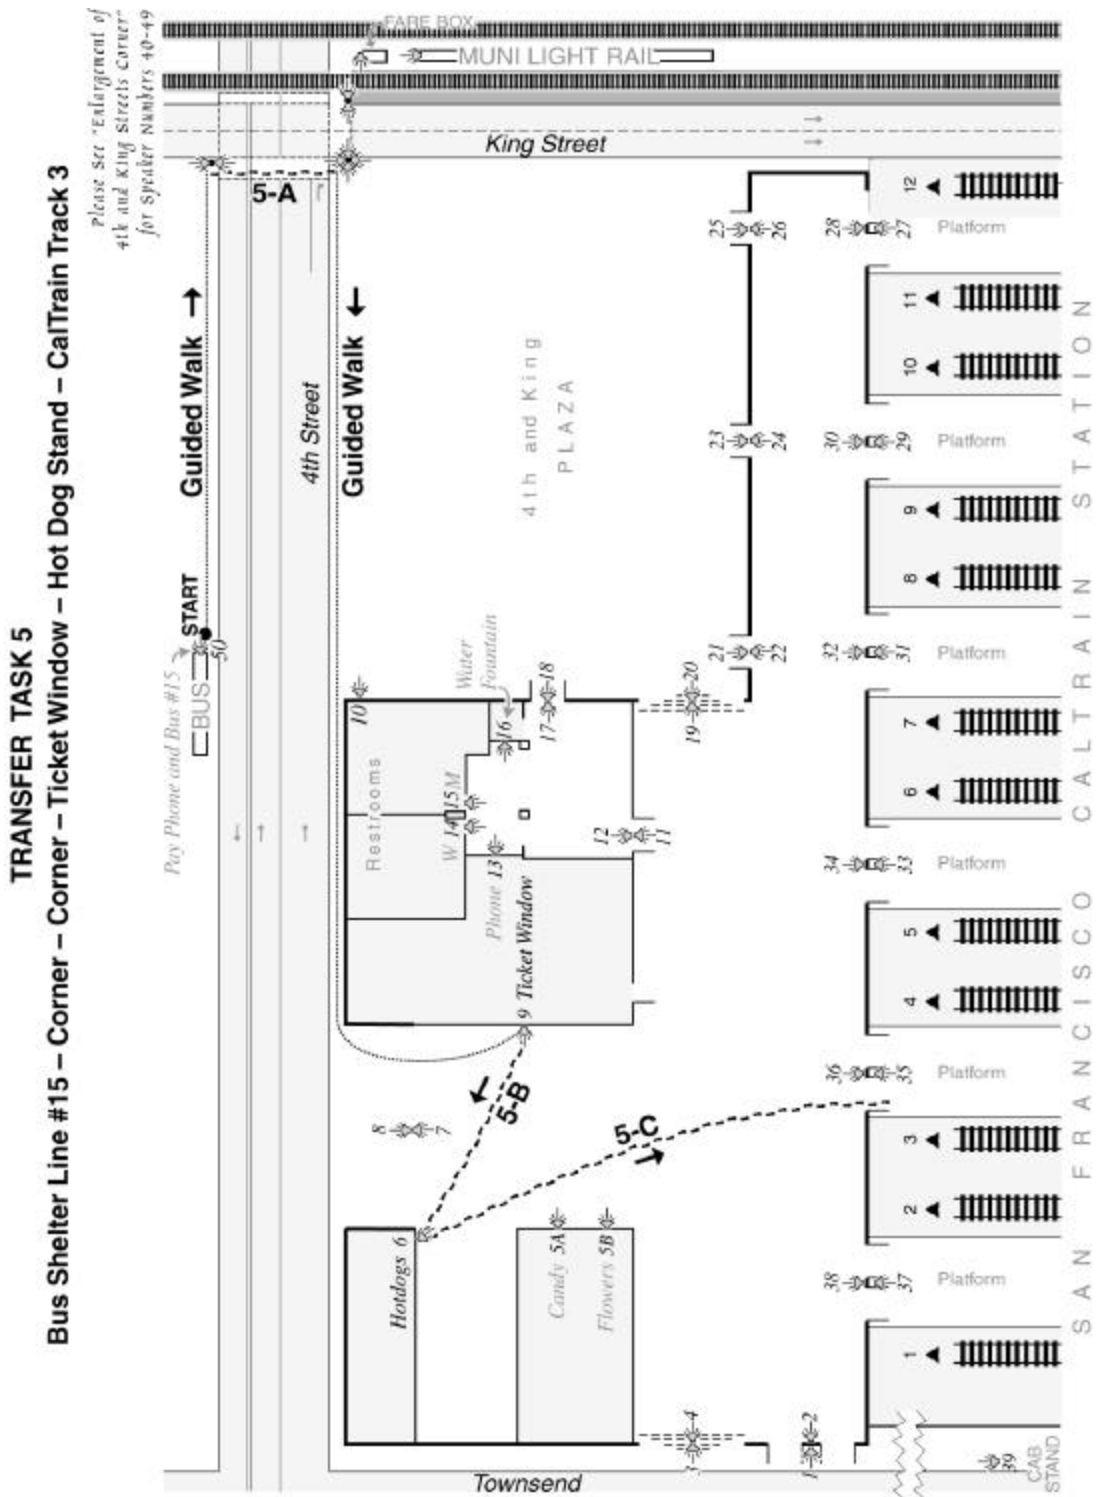 TRANSFER TASK 5
Bus Shelter Line #15 – Corner – Corner – Ticket Window – Hot Dog Stand – CalTrain Track 3
Please See "Enlargement of
4th and King Streets Corner"
for Speaker Numbers 40-49
FARE BOX
MUNI LIGHT RAIL
King Street
5-A
Guided Walk
Guided Walk
4th Street
START
50
BUS
Pay Phone and Bus #15
4th and King
PLAZA
25
26
28
27
12
Platform
11
10
23
24
30
29
Platform
9
8
21
22
32
31
Platform
Water
Fountain
10
18
17
16
20
19
Restrooms
W 14
15 M
12
11
Phone 13
9 Ticket Window
7
6
34
33
Platform
5
4
36
35
Platform
5-B
5-C
8
7
3
2
Hotdogs 6
Candy 5A
Flowers 5B
38
37
Platform
1
4
3
2
1
39
CAB
STAND
Townsend
SAN FRANCISCO CALTRAIN STATION